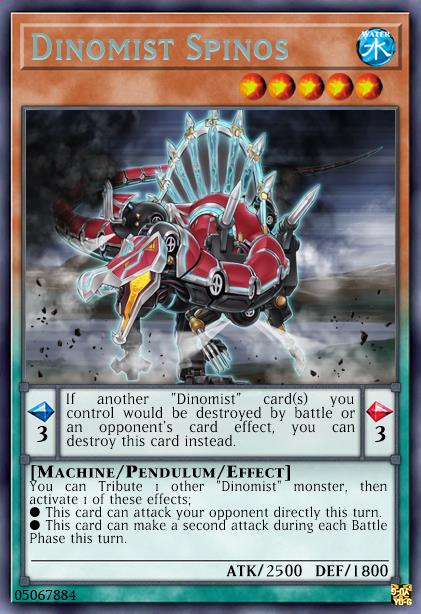 Dinomist Spinos
WATER
水
If another "Dinomist" card(s) you
control would be destroyed by battle or
an opponent's card effect, you can
destroy this card instead.
3
3
[Machine/Pendulum/Effect]
You can Tribute 1 other "Dinomist" monster, then
activate 1 of these effects;
● This card can attack your opponent directly this turn.
● This card can make a second attack during each Battle
Phase this turn.
ATK/2500 DEF/1800
05067884